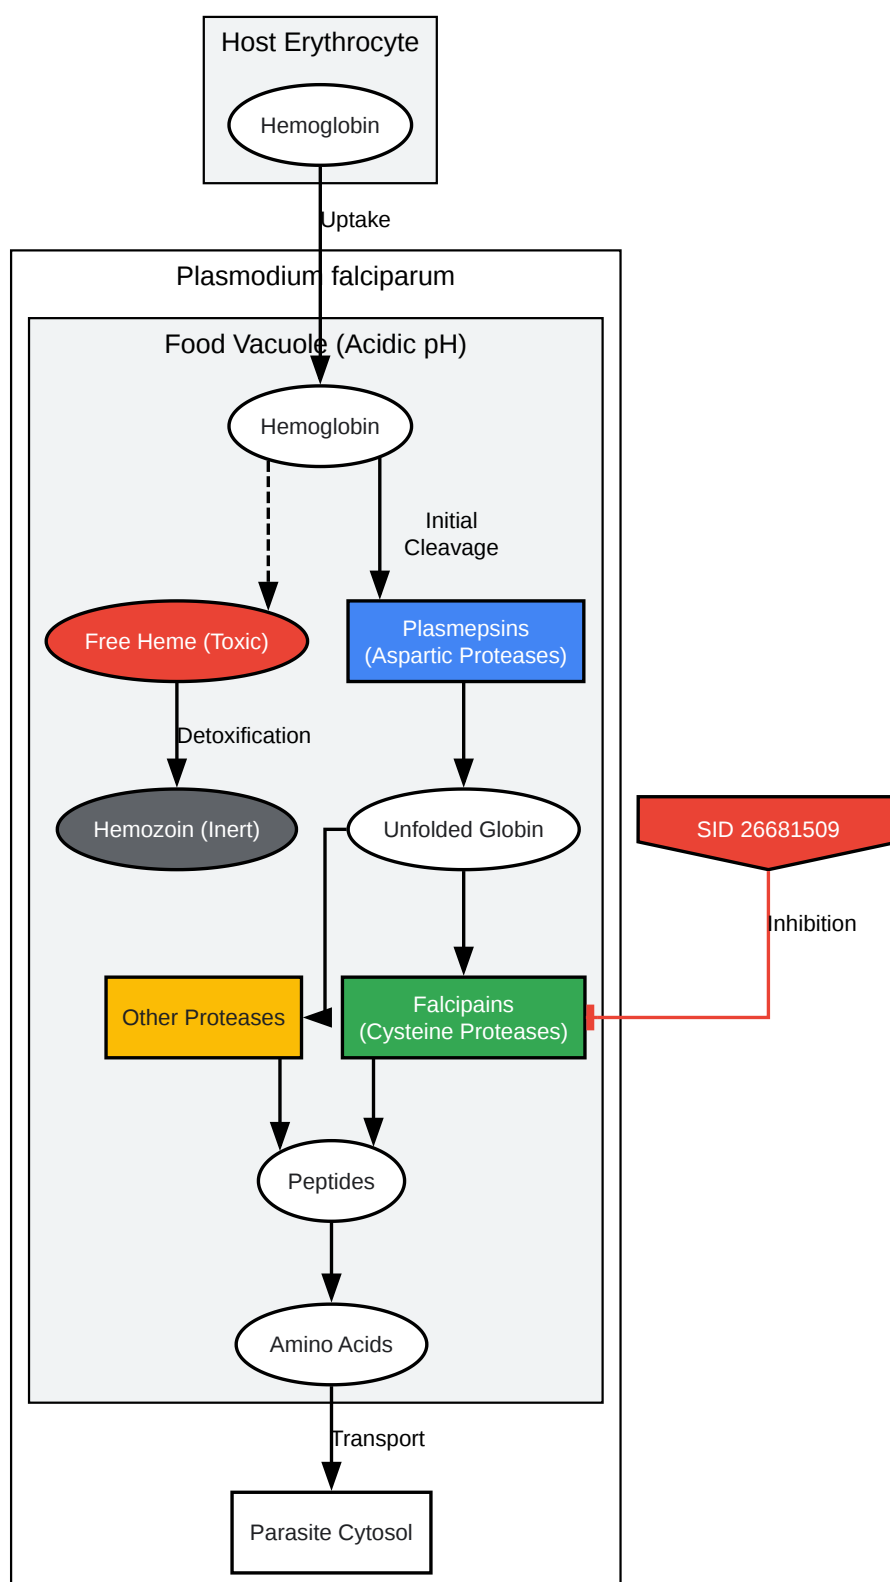 Host Erythrocyte
Hemoglobin
Uptake
Plasmodium falciparum
Food Vacuole (Acidic pH)
Hemoglobin
Initial
Cleavage
Free Heme (Toxic)
Plasmepsins
(Aspartic Proteases)
Detoxification
Hemozoin (Inert)
Unfolded Globin
SID 26681509
Inhibition
Other Proteases
Falcipains
(Cysteine Proteases)
Peptides
Amino Acids
Transport
Parasite Cytosol